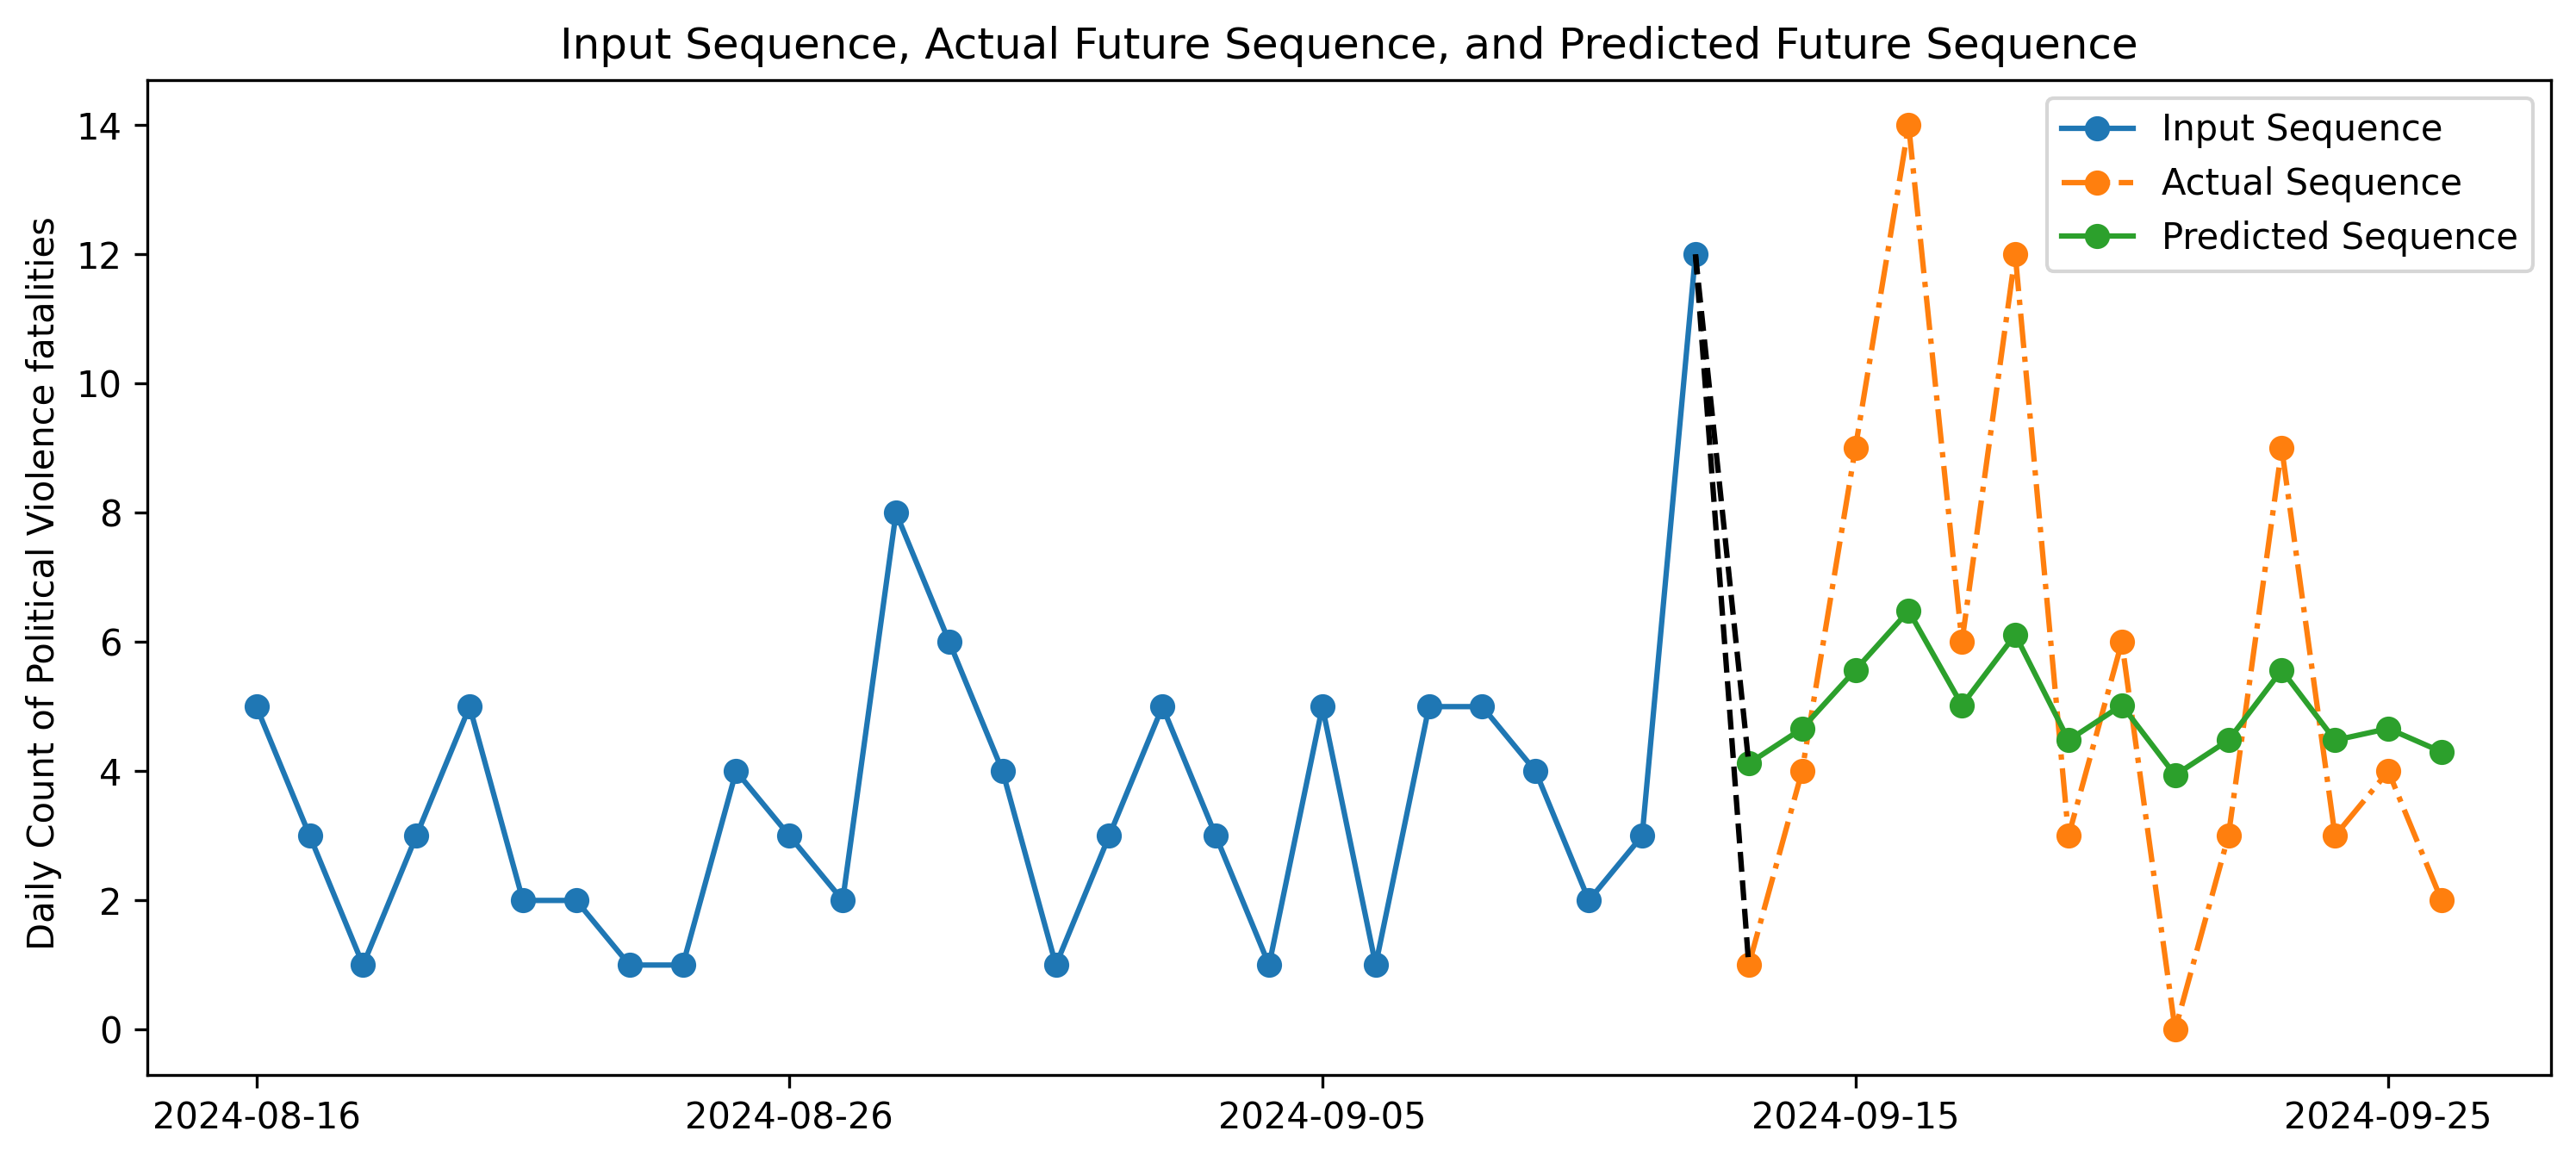 Input Sequence, Actual Future Sequence, and Predicted Future Sequence
Daily Count of Political Violence fatalities
14
12
10
8
6
4
2
0
Input Sequence
Actual Sequence
Predicted Sequence
2024-08-16
2024-08-26
2024-09-05
2024-09-15
2024-09-25